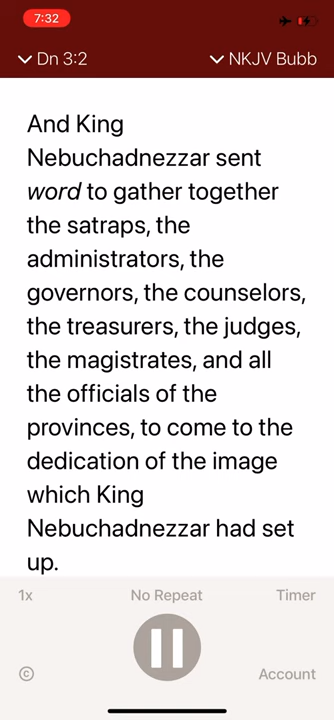 7:32
Dn 3:2 NKJV Bubb
And King
Nebuchadnezzar sent
word to gather together
the satraps, the
administrators, the
governors, the counselors,
the treasurers, the judges,
the magistrates, and all
the officials of the
provinces, to come to the
dedication of the image
which King
Nebuchadnezzar had set
up.
1x No Repeat Timer
© Account